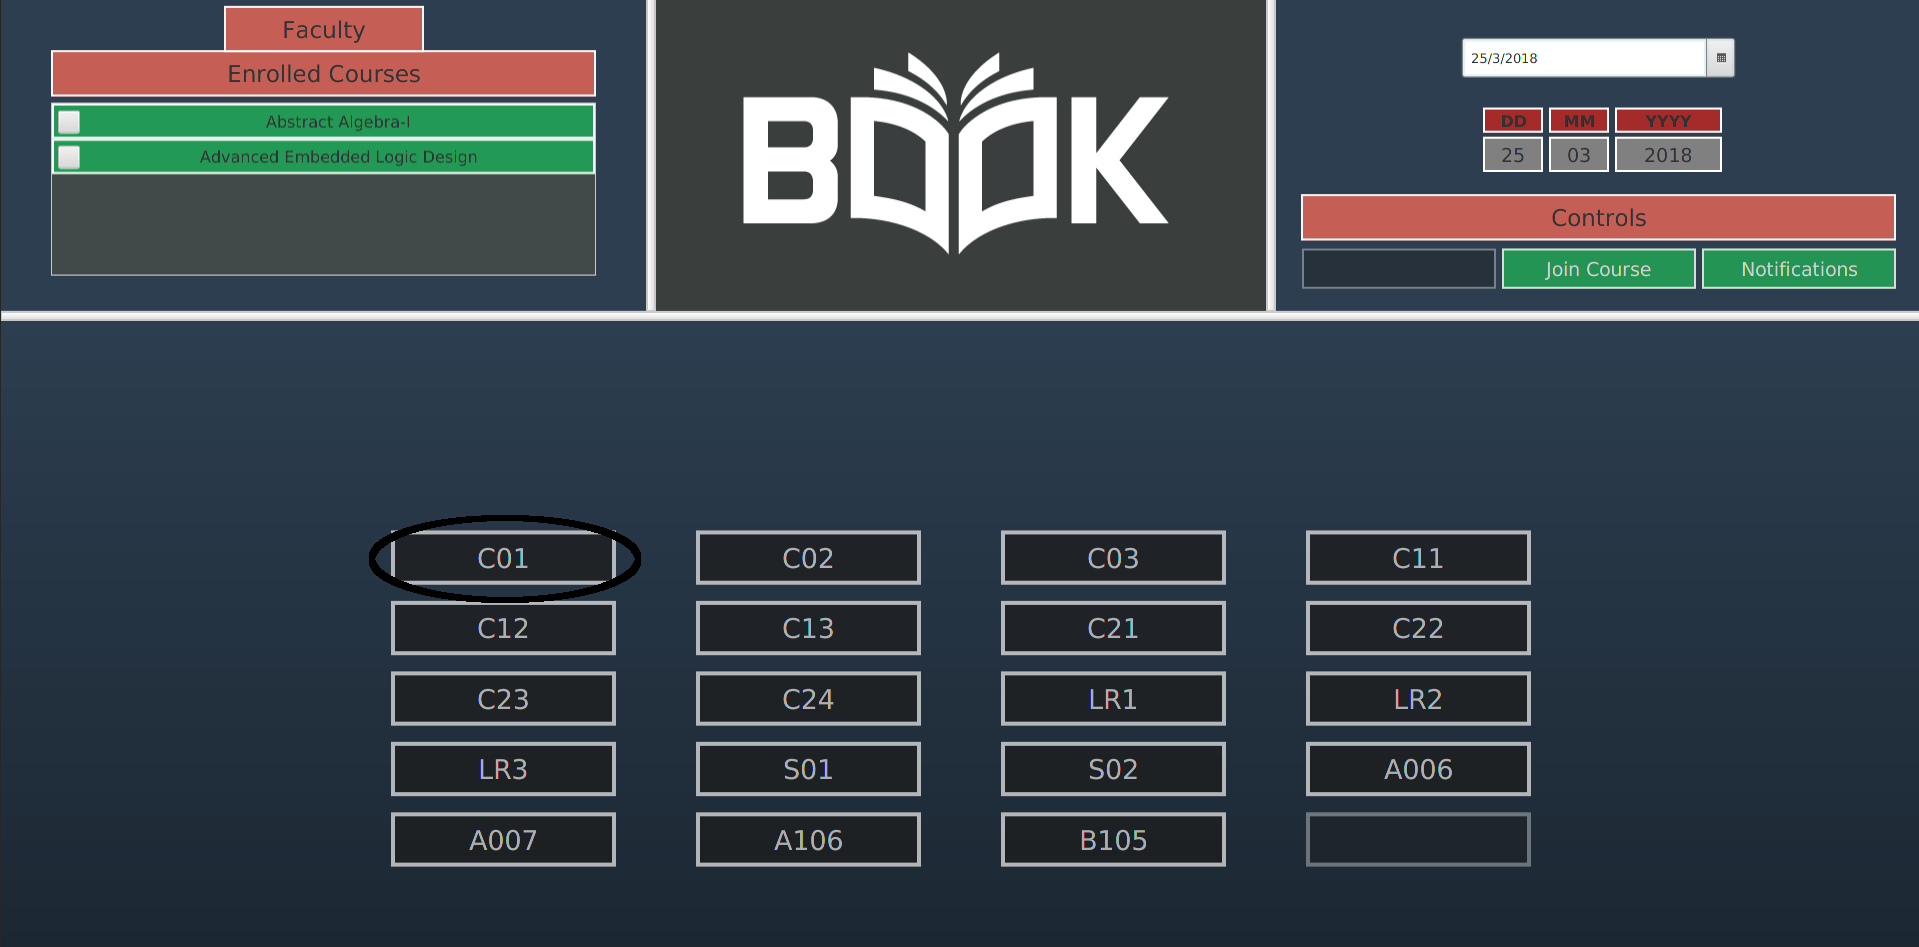 Faculty
Enrolled Courses
Abstract Algebra-I
Advanced Embedded Logic Design
BOOK
25/3/2018
DD MM YYYY
25 03 2018
Controls
Join Course Notifications
C01 C02 C03 C11
C12 C13 C21 C22
C23 C24 LR1 LR2
LR3 S01 S02 A006
A007 A106 B105